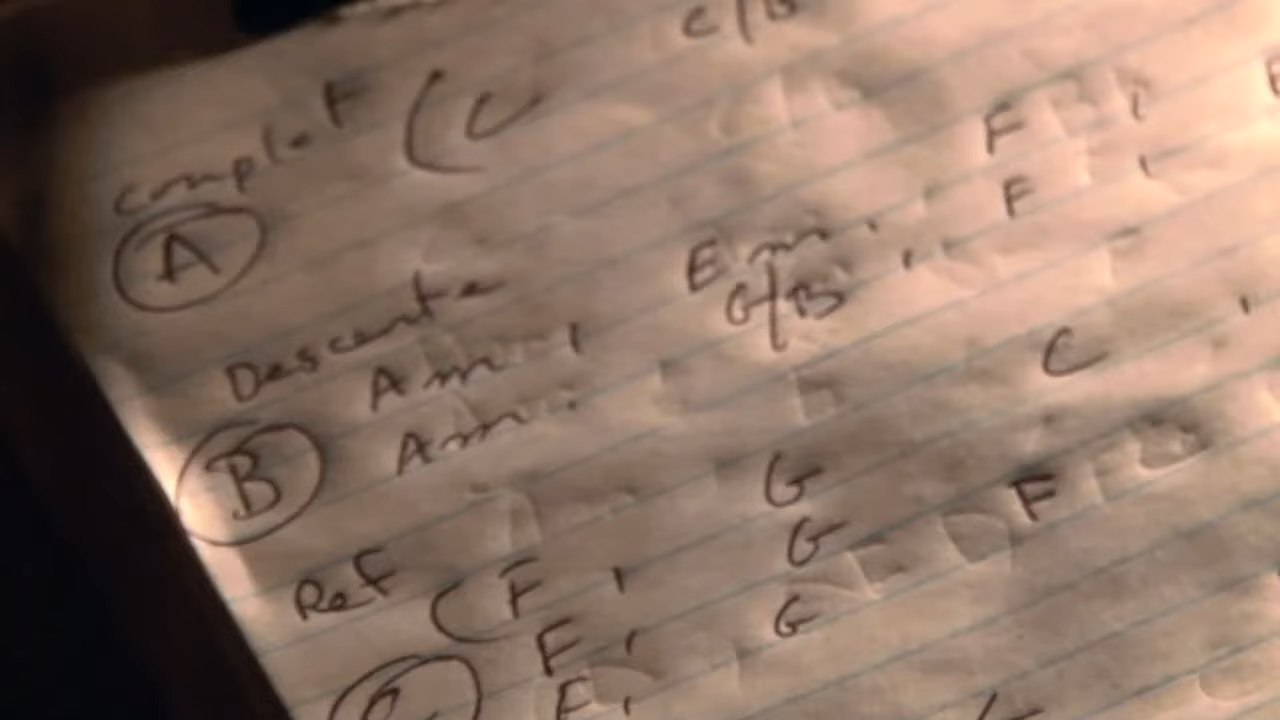 complet (C C/B
A
Descente
Am , Em , F ,
B Am , G/B , F ,
Ref (F , G C ,
F , G F
F , G